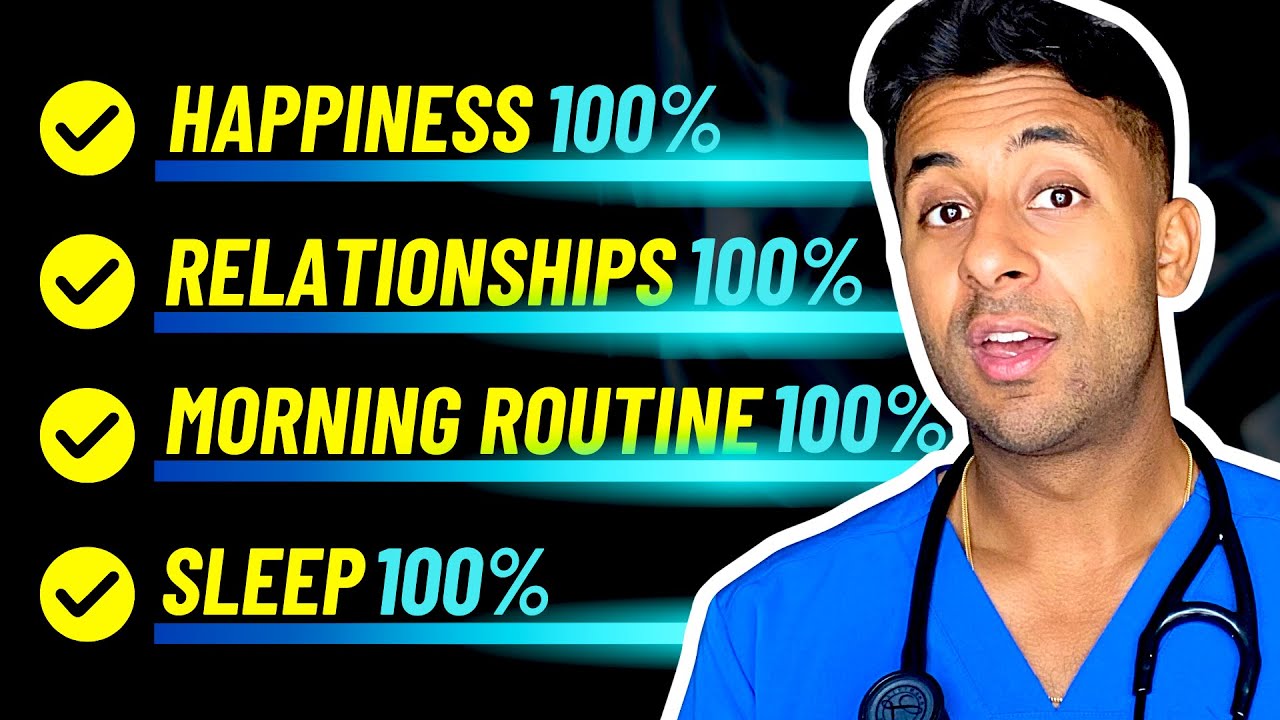 HAPPINESS 100%
RELATIONSHIPS 100%
MORNING ROUTINE 100%
SLEEP 100%